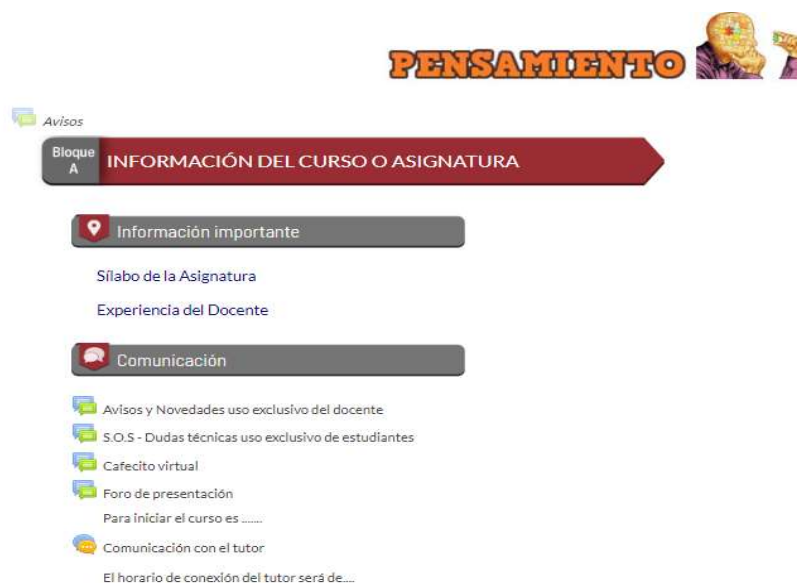 PENSAMIENTO
Avisos
Bloque A
INFORMACIÓN DEL CURSO O ASIGNATURA
Información importante
Sílabo de la Asignatura
Experiencia del Docente
Comunicación
Avisos y Novedades uso exclusivo del docente
S.O.S - Dudas técnicas uso exclusivo de estudiantes
Cafecito virtual
Foro de presentación
Para iniciar el curso es .......
Comunicación con el tutor
El horario de conexión del tutor será de....